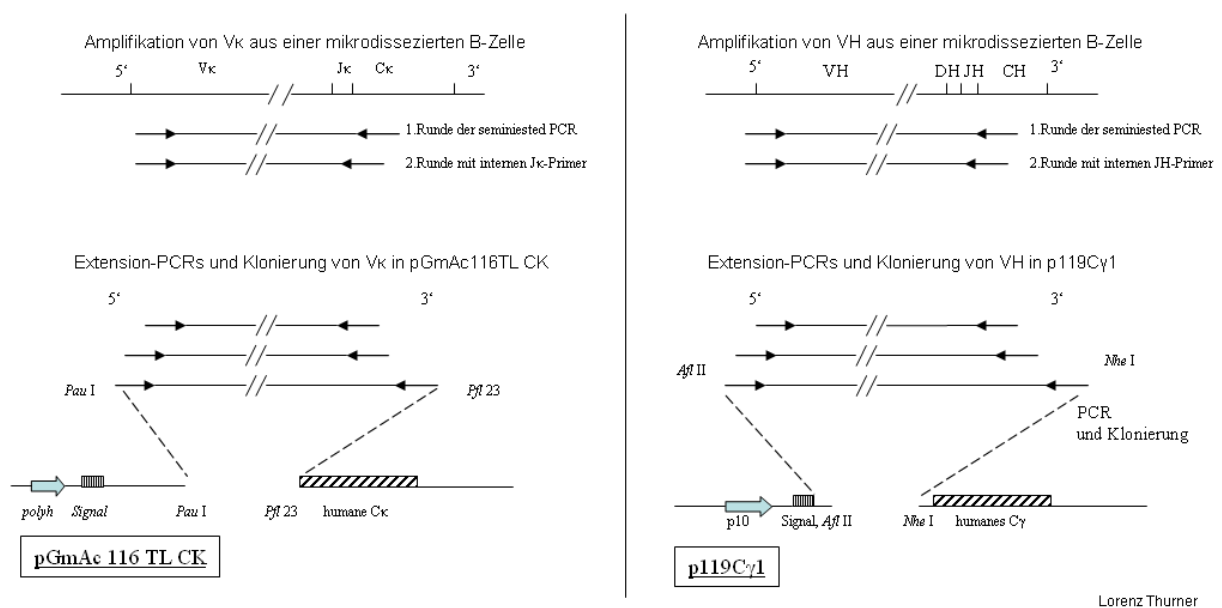 Amplifikation von Vκ aus einer mikrodissezierten B-Zelle
5‘ Vκ Jκ Cκ 3‘
1.Runde der seminiested PCR
2.Runde mit internen Jκ-Primer
Extension-PCRs und Klonierung von Vκ in pGmAc116TL CK
5‘ 3‘
Pau I Pfl 23
polyh Signal Pau I Pfl 23 humane Cκ
pGmAc 116 TL CK
Amplifikation von VH aus einer mikrodissezierten B-Zelle
5‘ VH DH JH CH 3‘
1.Runde der seminiested PCR
2.Runde mit internen JH-Primer
Extension-PCRs und Klonierung von VH in p119Cγ1
5‘ 3‘
Afl II Nhe I
PCR
und Klonierung
p10 Signal, Afl II Nhe I humanes Cγ
p119Cγ1
Lorenz Thurner